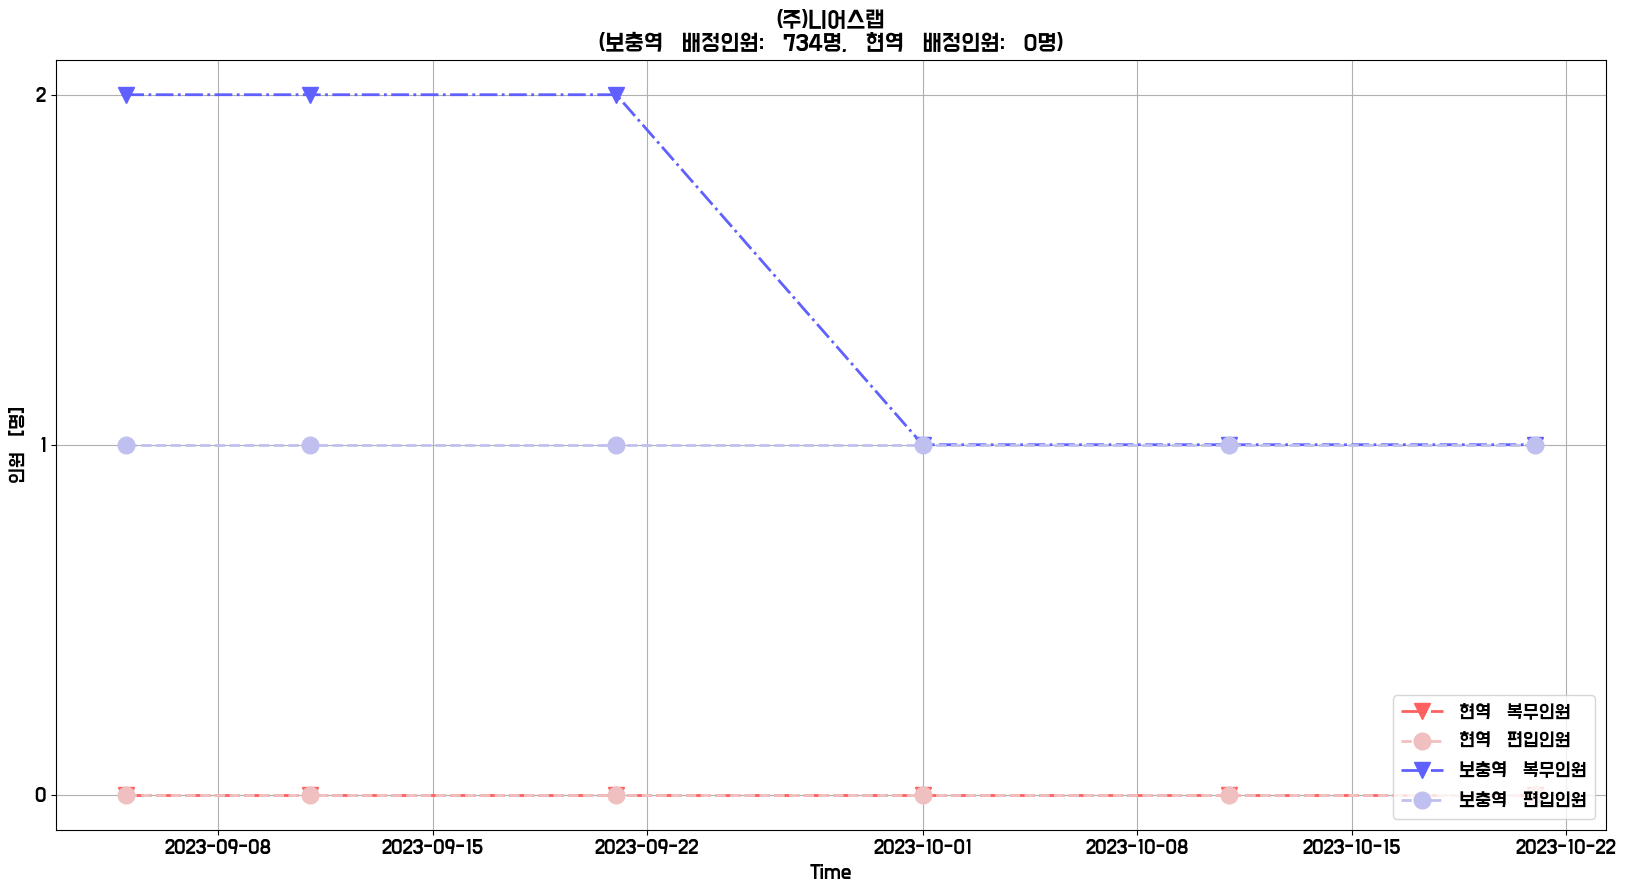 (주)니어스랩
(보충역 배정인원: 734명, 현역 배정인원: 0명)
인원 [명]
2
1
0
현역 복무인원
현역 편입인원
보충역 복무인원
보충역 편입인원
2023-09-08 2023-09-15 2023-09-22 2023-10-01 2023-10-08 2023-10-15 2023-10-22
Time